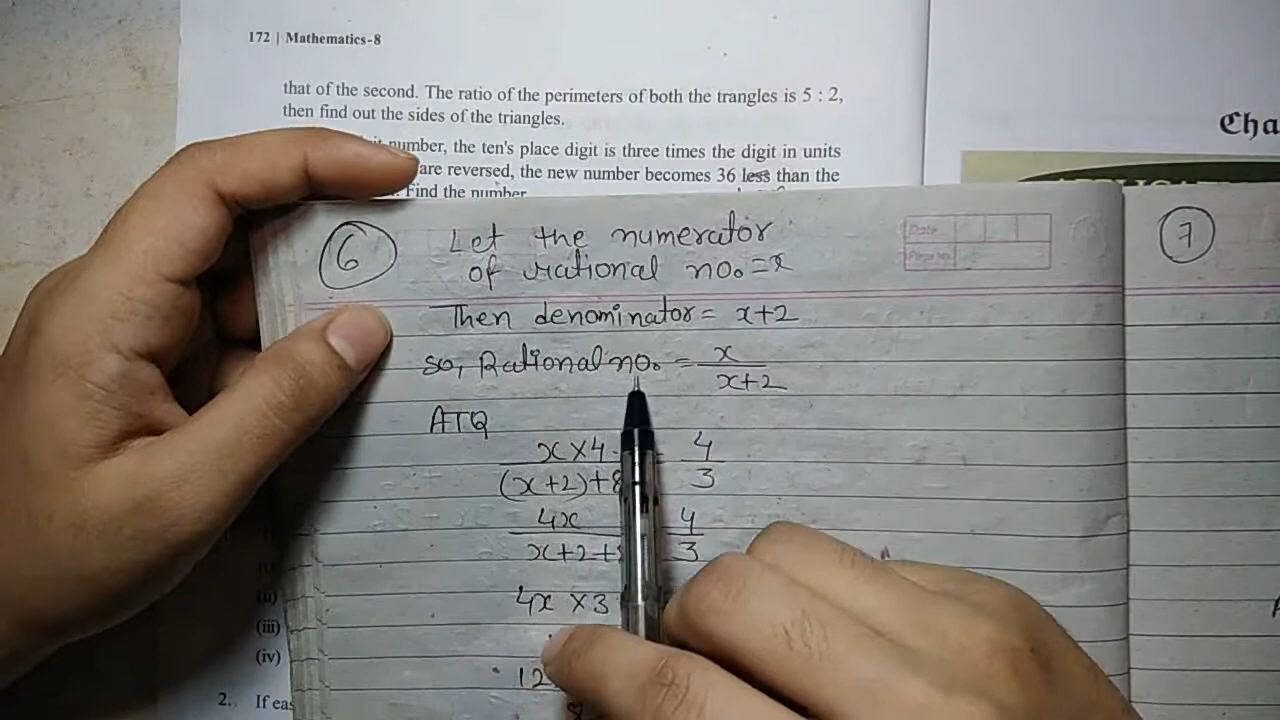 172 | Mathematics-8
that of the second. The ratio of the perimeters of both the trangles is 5 : 2,
then find out the sides of the triangles.
number, the ten's place digit is three times the digit in units
are reversed, the new number becomes 36 less than the
Find the number
Cha
6
Let the numerator
of rational no. = x
Date
Page No.
7
Then denominator = x+2
so, Rational no. = x / x+2
ATQ
x × 4 / (x+2)+8 = 4/3
4x / x+2+ 4/3
4x × 3
12
(ii)
(iii)
(iv)
2. If